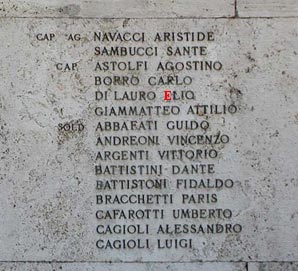 CAP. AG. NAVACCI ARISTIDE
SAMBUCCI SANTE
CAP. ASTOLFI AGOSTINO
BORRO CARLO
DI LAURO ELIO
GIAMMATTEO ATTILIO
SOLD. ABBAFATI GUIDO
ANDREONI VINCENZO
ARGENTI VITTORIO
BATTISTINI DANTE
BATTISTONI FIDALDO
BRACCHETTI PARIS
CAFAROTTI UMBERTO
CAGIOLI ALESSANDRO
CAGIOLI LUIGI